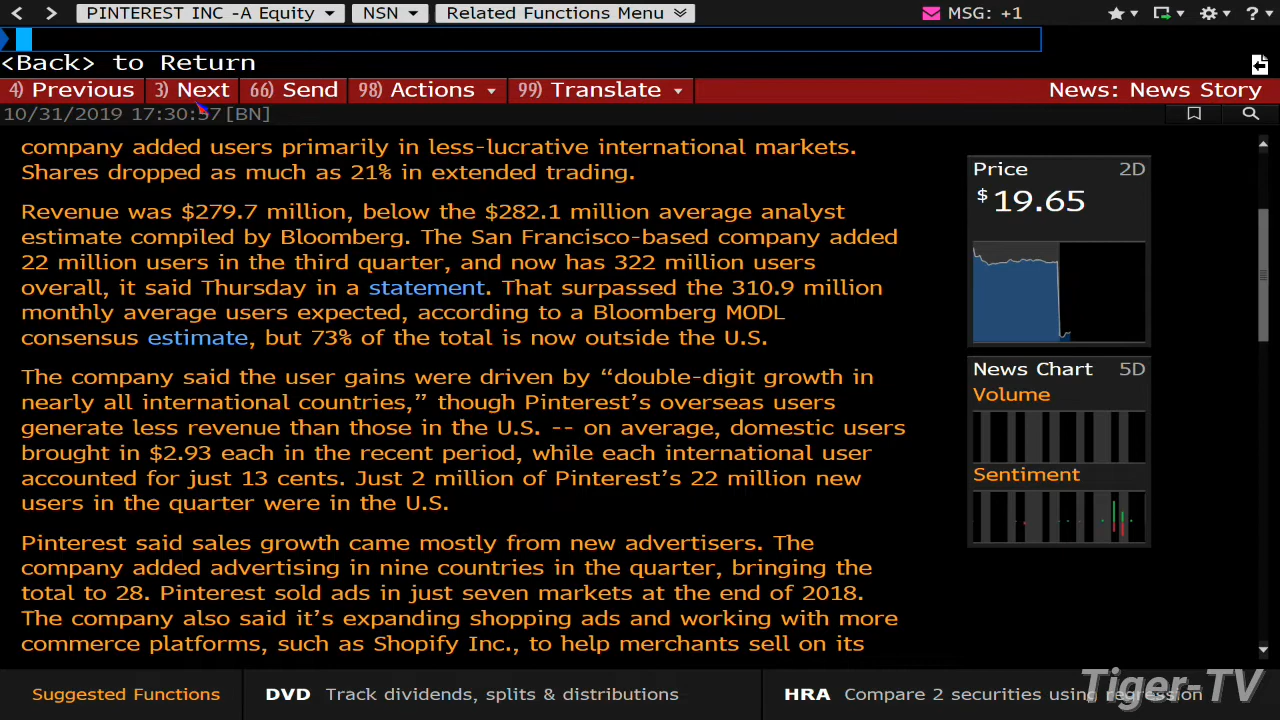 PINTEREST INC -A Equity NSN Related Functions Menu MSG: +1
<Back> to Return
4) Previous 3) Next 66) Send 98) Actions 99) Translate News: News Story
10/31/2019 17:30:57 [BN]
company added users primarily in less-lucrative international markets.
Shares dropped as much as 21% in extended trading.
Revenue was $279.7 million, below the $282.1 million average analyst
estimate compiled by Bloomberg. The San Francisco-based company added
22 million users in the third quarter, and now has 322 million users
overall, it said Thursday in a statement. That surpassed the 310.9 million
monthly average users expected, according to a Bloomberg MODL
consensus estimate, but 73% of the total is now outside the U.S.
The company said the user gains were driven by “double-digit growth in
nearly all international countries,” though Pinterest’s overseas users
generate less revenue than those in the U.S. -- on average, domestic users
brought in $2.93 each in the recent period, while each international user
accounted for just 13 cents. Just 2 million of Pinterest’s 22 million new
users in the quarter were in the U.S.
Pinterest said sales growth came mostly from new advertisers. The
company added advertising in nine countries in the quarter, bringing the
total to 28. Pinterest sold ads in just seven markets at the end of 2018.
The company also said it’s expanding shopping ads and working with more
commerce platforms, such as Shopify Inc., to help merchants sell on its
Price 2D
$19.65
News Chart 5D
Volume
Sentiment
Suggested Functions DVD Track dividends, splits & distributions HRA Compare 2 securities using regression
Tiger-TV